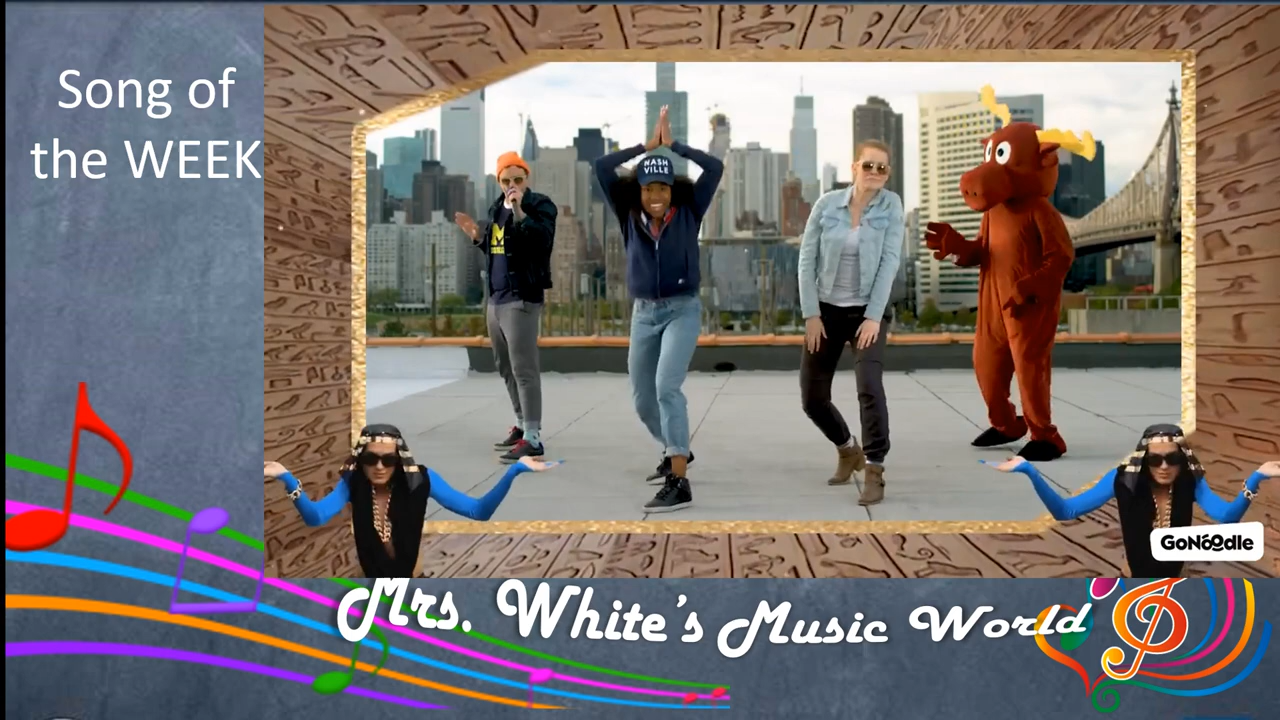 Song of
the WEEK
NASH
VILLE
GoNoodle
Mrs. White's Music World